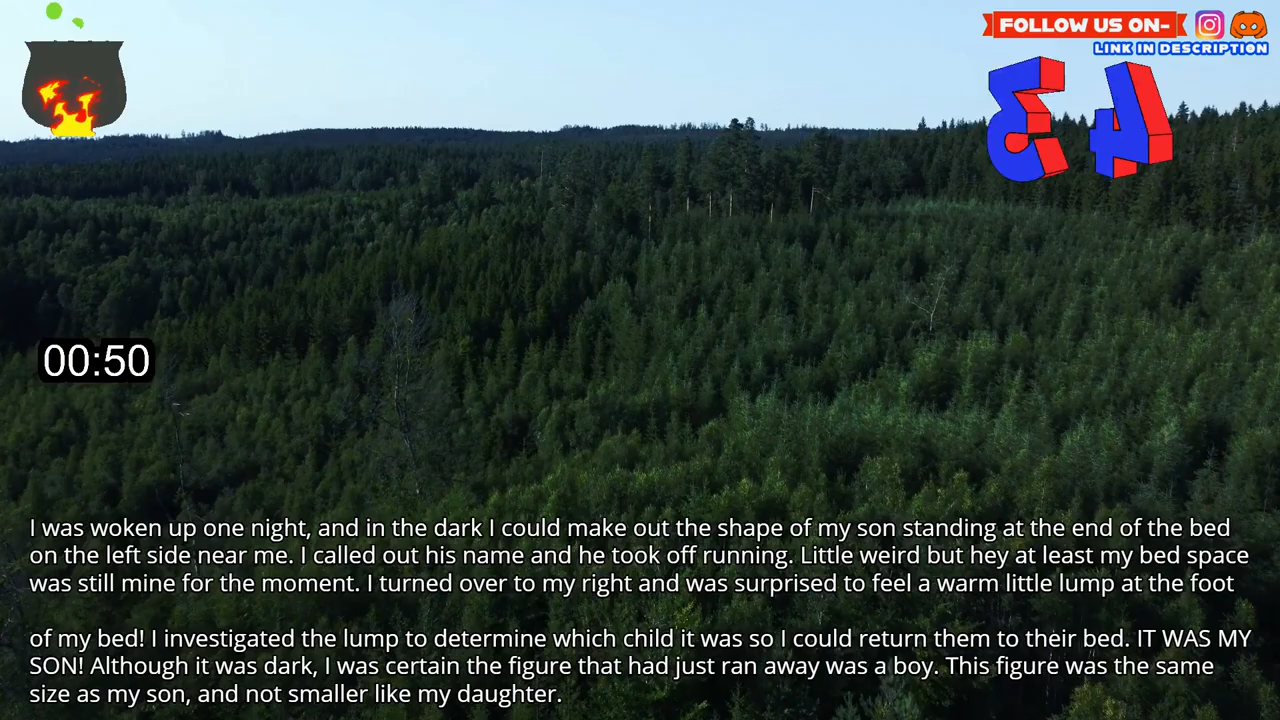 FOLLOW US ON-
LINK IN DESCRIPTION
00:50
I was woken up one night, and in the dark I could make out the shape of my son standing at the end of the bed
on the left side near me. I called out his name and he took off running. Little weird but hey at least my bed space
was still mine for the moment. I turned over to my right and was surprised to feel a warm little lump at the foot
of my bed! I investigated the lump to determine which child it was so I could return them to their bed. IT WAS MY
SON! Although it was dark, I was certain the figure that had just ran away was a boy. This figure was the same
size as my son, and not smaller like my daughter.